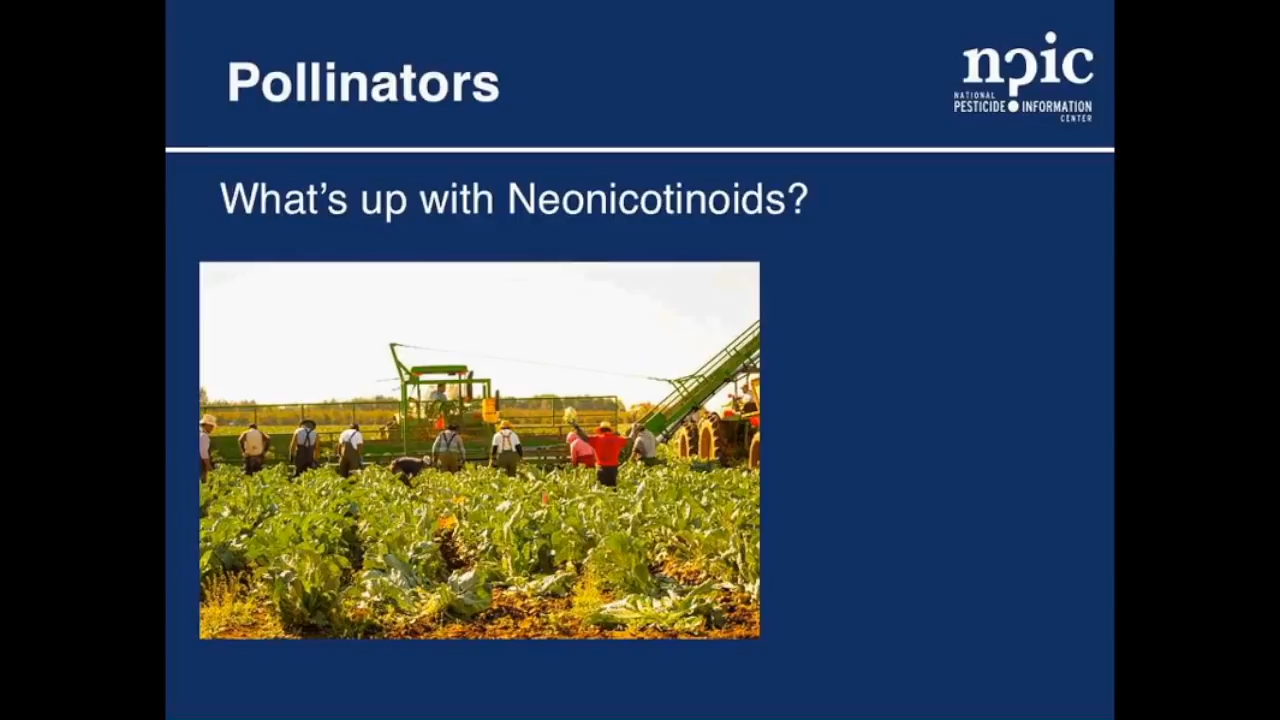 Pollinators
npic
NATIONAL
PESTICIDE INFORMATION
CENTER
What's up with Neonicotinoids?